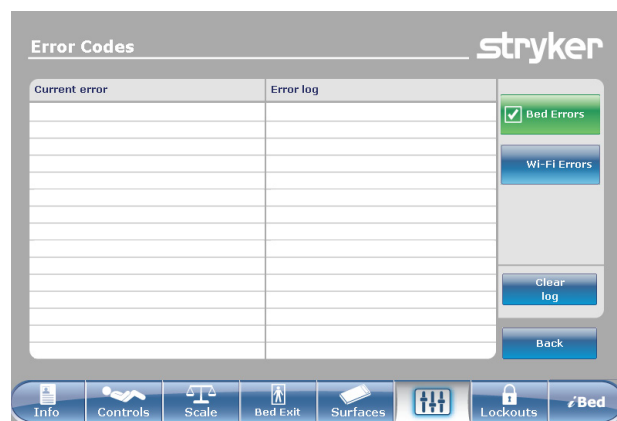 Error Codes
stryker
Current error
Error log
Bed Errors
Wi-Fi Errors
Clear
log
Back
Info
Controls
Scale
Bed Exit
Surfaces
Lockouts
iBed